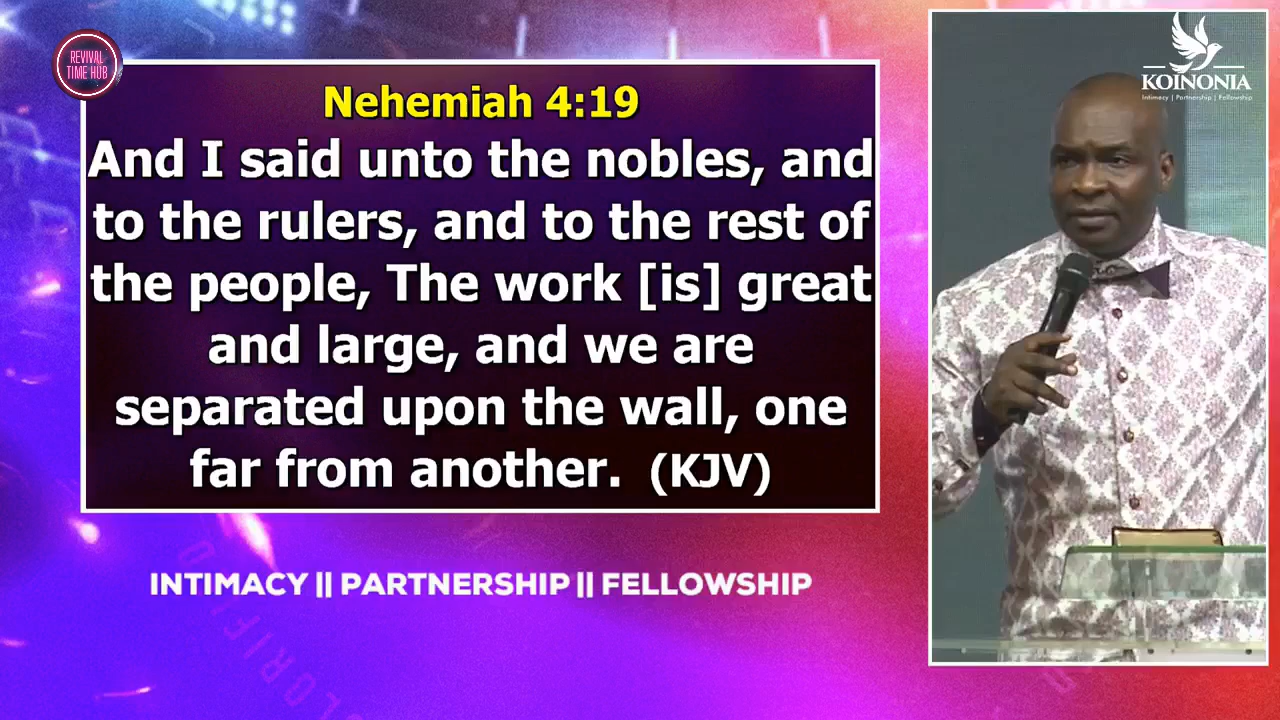 REVIVAL
TIME HUB
Nehemiah 4:19
And I said unto the nobles, and
to the rulers, and to the rest of
the people, The work [is] great
and large, and we are
separated upon the wall, one
far from another. (KJV)
INTIMACY || PARTNERSHIP || FELLOWSHIP
KOINONIA
Intimacy | Partnership | Fellowship